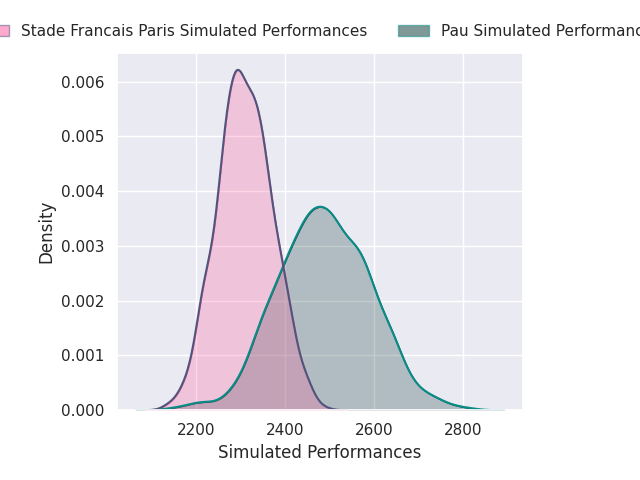 Stade Francais Paris Simulated Performances
Pau Simulated
0.006
0.005
0.004
0.003
0.002
0.001
0.000
Density
2200 2400 2600 2800
Simulated Performances